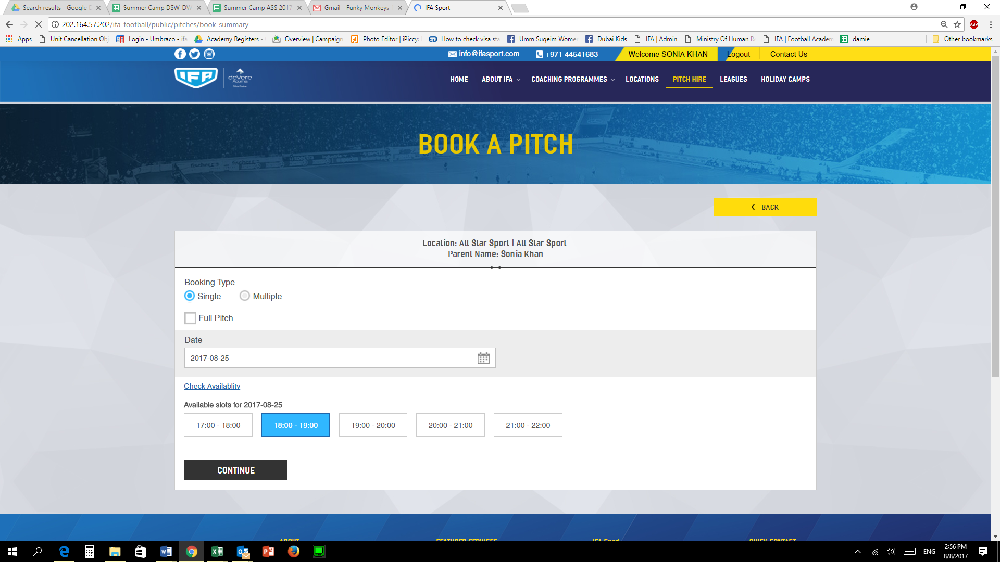 Search results - Google D
Summer Camp DSW-DW
Summer Camp ASS 2017
Gmail - Funky Monkeys
IFA Sport
202.164.57.202/ifa_football/public/pitches/book_summary
ABP
Apps
Unit Cancellation Obj
Login - Umbraco - ifa
Academy Registers -
Overview | Campaign
Photo Editor | iPiccy:
How to check visa sta
Umm Suqeim Wome
Dubai Kids
IFA | Admin
Ministry Of Human R
IFA | Football Academ
damie
Other bookmarks
info@ifasport.com
+971 44541683
Welcome SONIA KHAN
Logout
Contact Us
IFA
deVere
Acuma
HOME
ABOUT IFA
COACHING PROGRAMMES
LOCATIONS
PITCH HIRE
LEAGUES
HOLIDAY CAMPS
BOOK A PITCH
BACK
Location: All Star Sport | All Star Sport
Parent Name: Sonia Khan
Booking Type
Single
Multiple
Full Pitch
Date
2017-08-25
Check Availablity
Available slots for 2017-08-25
17:00 - 18:00
18:00 - 19:00
19:00 - 20:00
20:00 - 21:00
21:00 - 22:00
CONTINUE
ABOUT
FEATURED SERVICES
IFA Sport
QUICK CONTACT
ENG
2:56 PM
8/8/2017